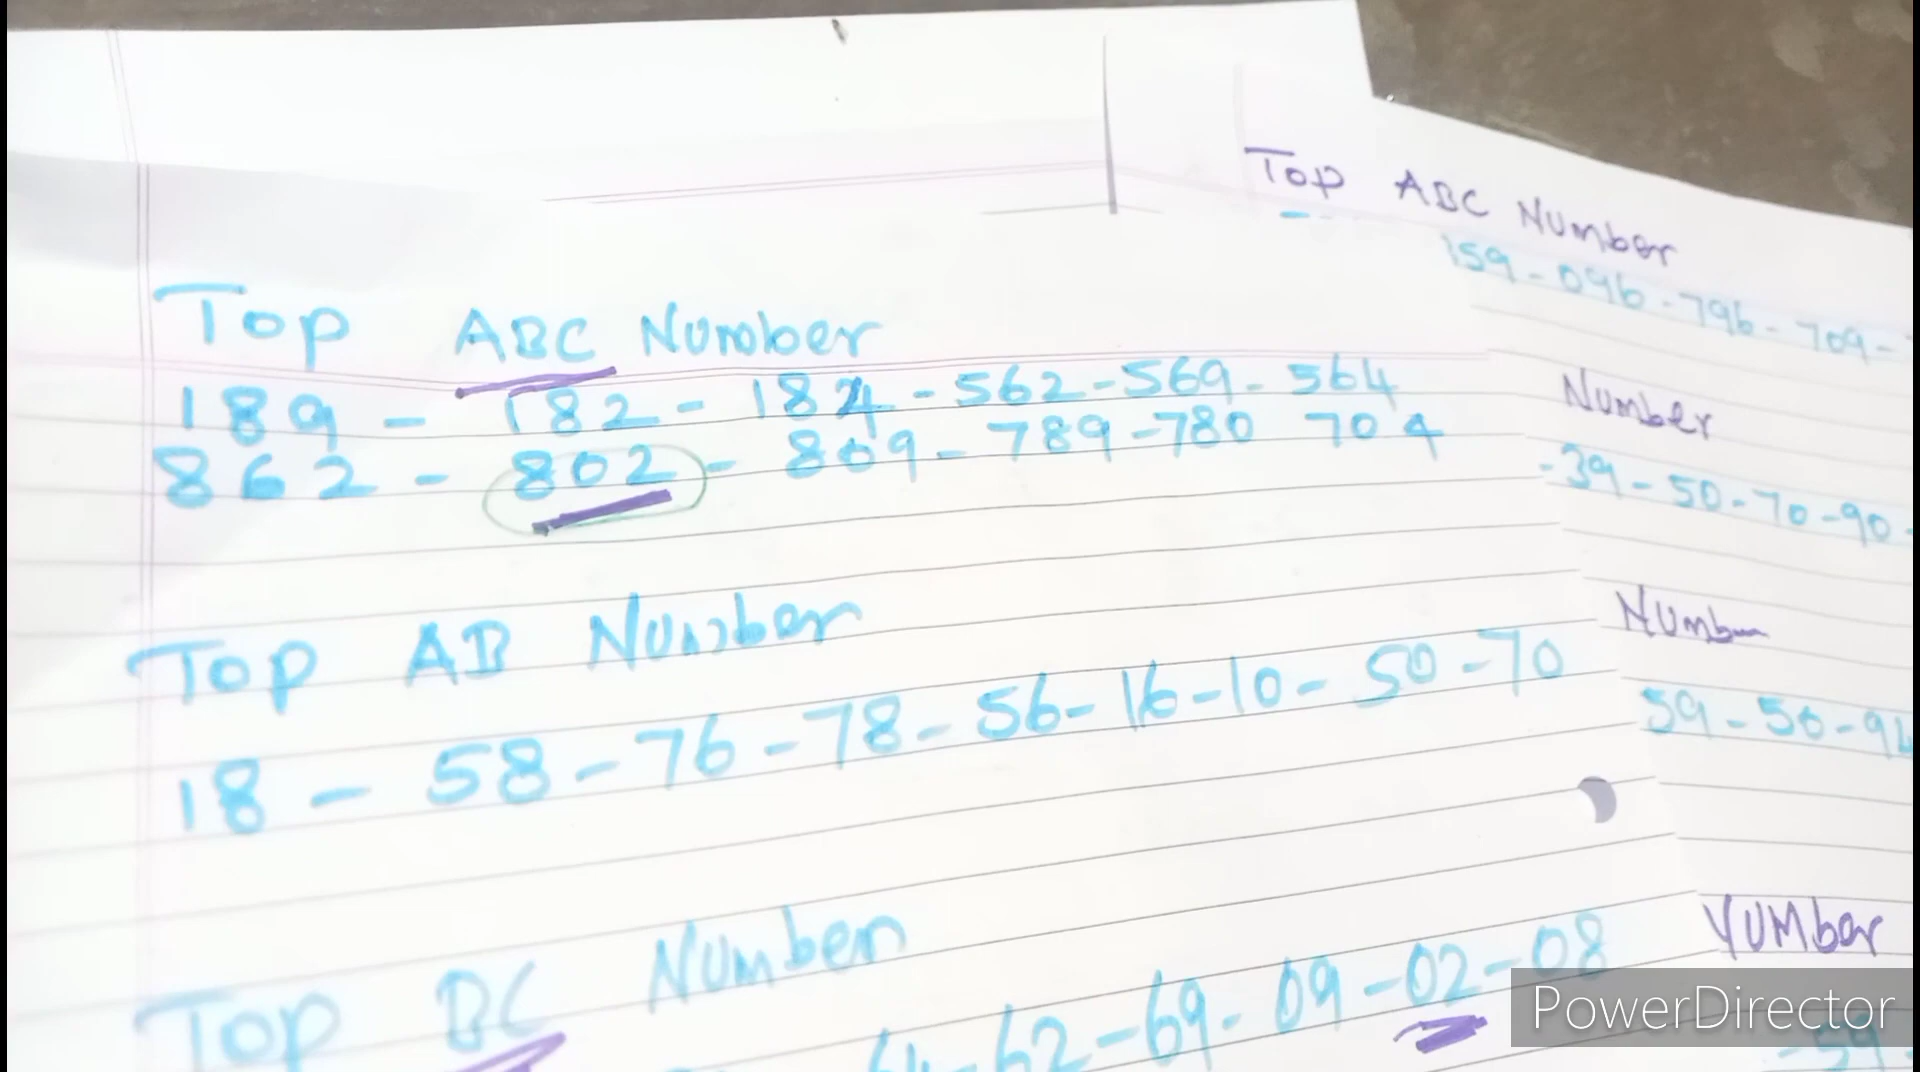 Top ABC Number
189 - 182 - 184 - 562 - 569 - 564
862 - 802 - 809 - 789 - 780 704
Top AB Number
18 - 58 - 76 - 78 - 56 - 16 - 10 - 50 - 70
Top BC Number
62 - 69 - 09 - 02 - 08
Top ABC Number
159 - 096 - 796 - 709 -
Number
- 39 - 50 - 70 - 90 -
Number
59 - 50 -
Number
- 59 -
PowerDirector